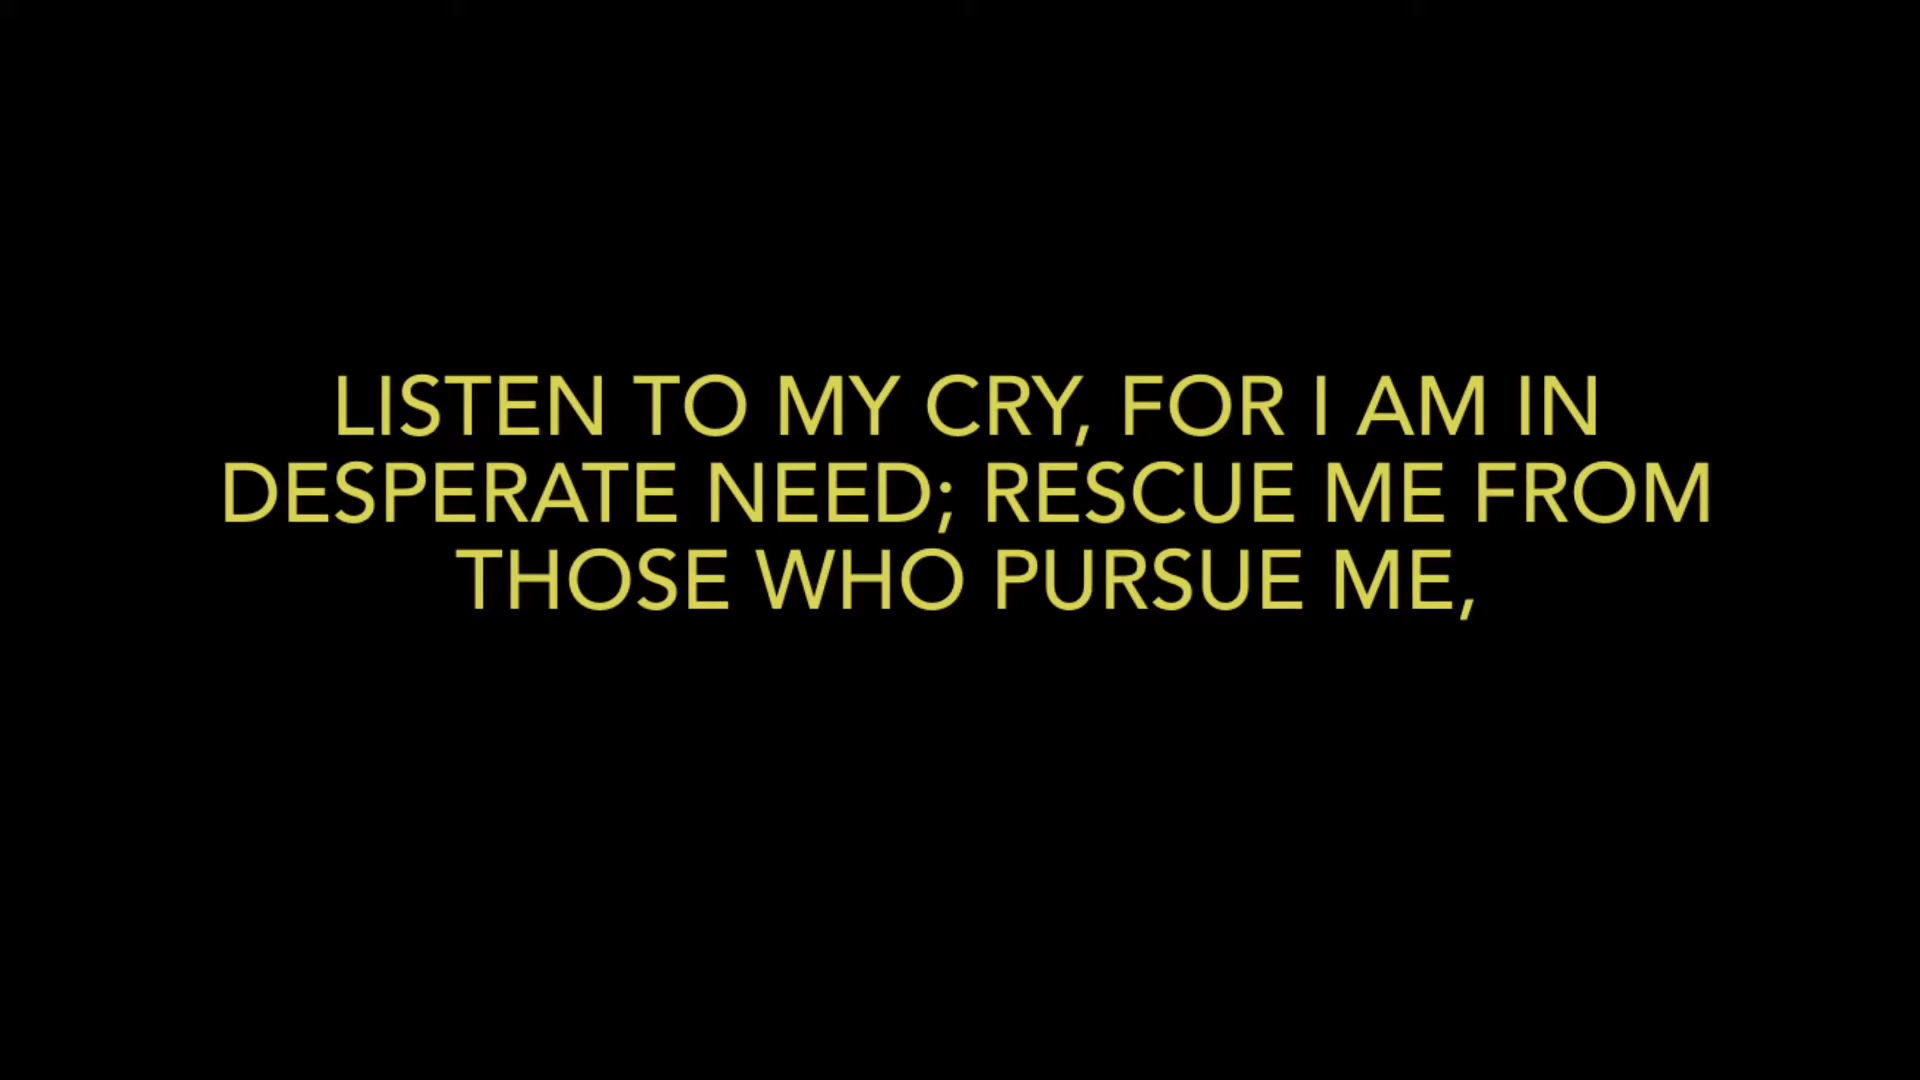 LISTEN TO MY CRY, FOR I AM IN
DESPERATE NEED; RESCUE ME FROM
THOSE WHO PURSUE ME,